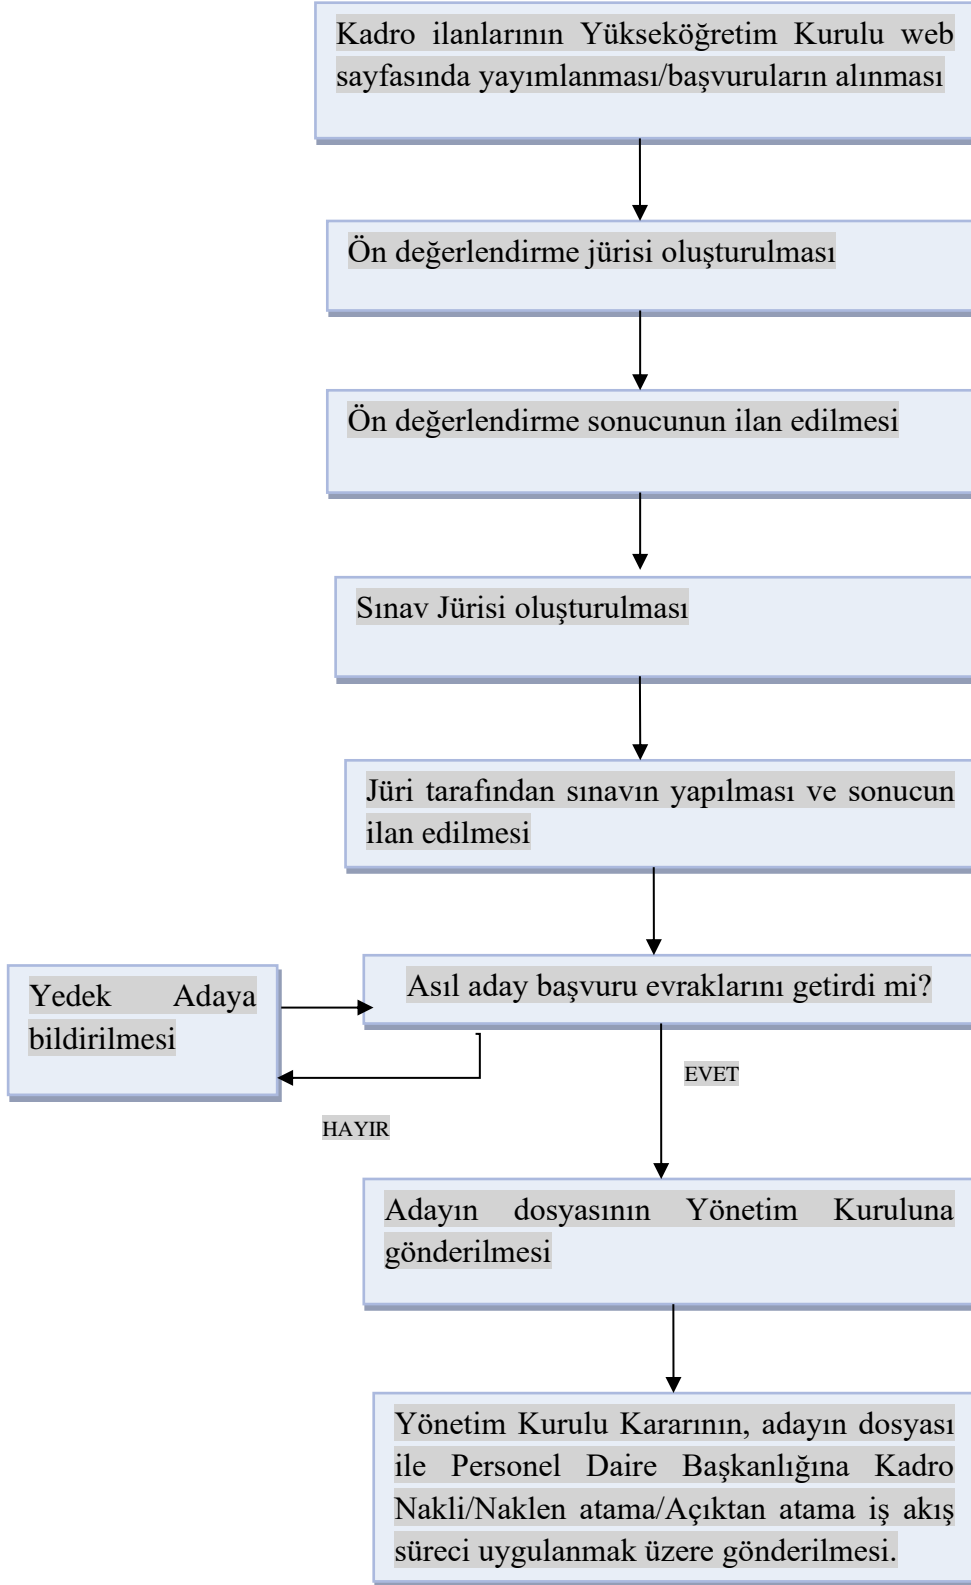 Kadro ilanlarının Yükseköğretim Kurulu web
sayfasında yayımlanması/başvuruların alınması
Ön değerlendirme jürisi oluşturulması
Ön değerlendirme sonucunun ilan edilmesi
Sınav Jürisi oluşturulması
Jüri tarafından sınavın yapılması ve sonucun
ilan edilmesi
Asıl aday başvuru evraklarını getirdi mi?
Yedek Adaya
bildirilmesi
EVET
HAYIR
Adayın dosyasının Yönetim Kuruluna
gönderilmesi
Yönetim Kurulu Kararının, adayın dosyası
ile Personel Daire Başkanlığına Kadro
Nakli/Naklen atama/Açıktan atama iş akış
süreci uygulanmak üzere gönderilmesi.